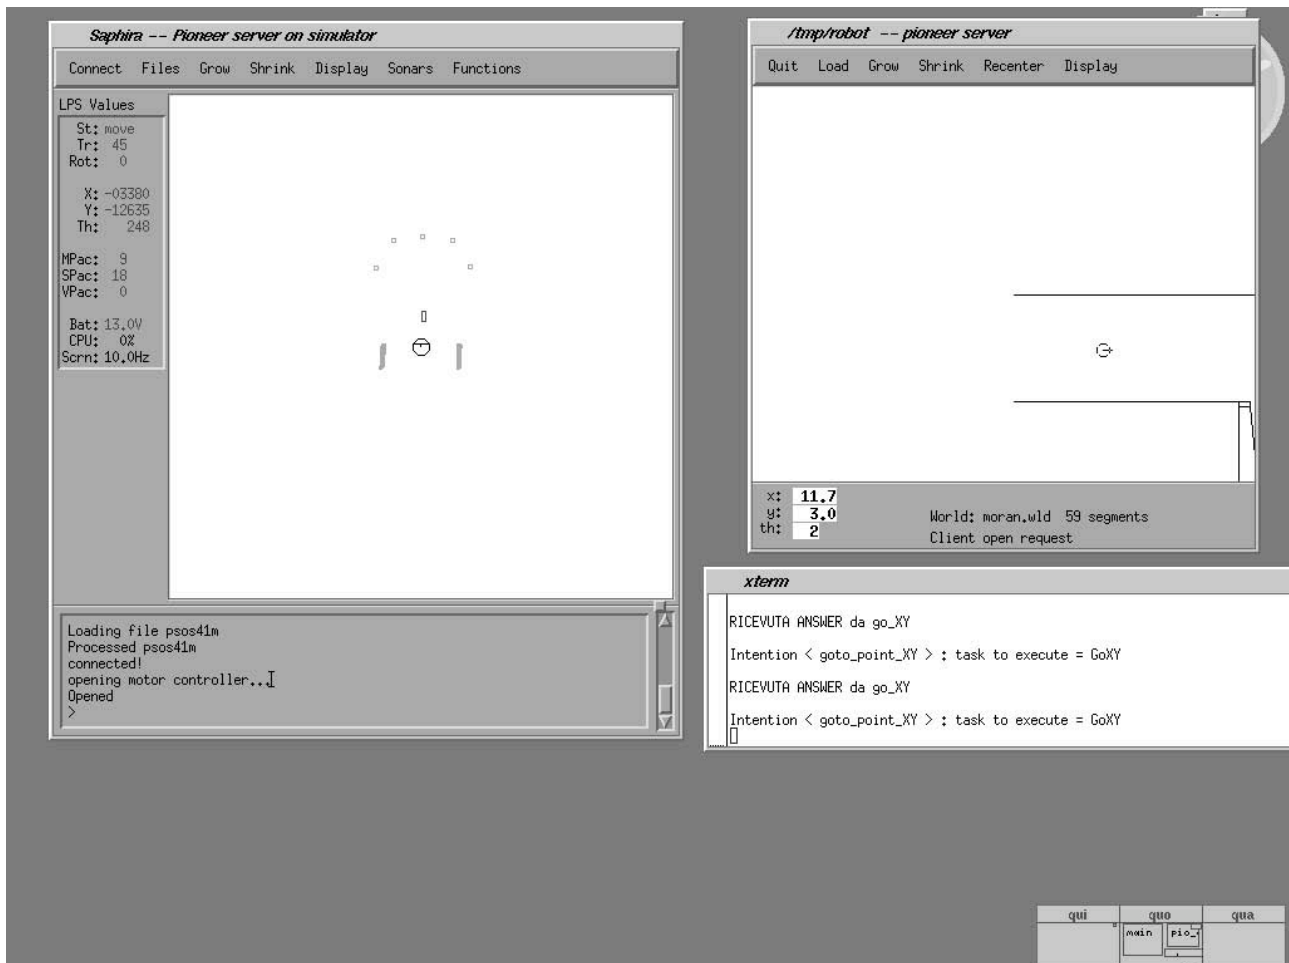 Saphira -- Pioneer server on simulator
Connect Files Grow Shrink Display Sonars Functions
LPS Values
St: move
Tr: 45
Rot: 0
X: -03380
Y: -12635
Th: 248
MPac: 9
SPac: 18
VPac: 0
Bat: 13.0V
CPU: 0%
Scrn: 10.0Hz
Loading file psos41m
Processed psos41m
connected!
opening motor controller...
Opened
>
/tmp/robot -- pioneer server
Quit Load Grow Shrink Recenter Display
x: 11.7
y: 3.0
th: 2
World: moran.wld 59 segments
Client open request
xterm
RICEVUTA ANSWER da go_XY
Intention < goto_point_XY > : task to execute = GoXY
RICEVUTA ANSWER da go_XY
Intention < goto_point_XY > : task to execute = GoXY
qui quo qua
main pio_